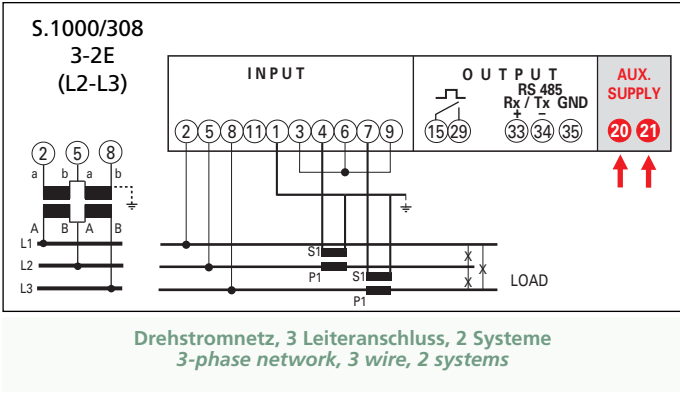 S.1000/308
3-2E
(L2-L3)
INPUT
OUTPUT
RS 485
Rx / Tx GND
+ −
AUX.
SUPPLY
2 5 8 11 1 3 4 6 7 9
15 29
33 34 35
20 21
2 5 8
a b a b
A B A B
L1
L2
L3
S1
P1
S1
P1
X
X
X
LOAD
Drehstromnetz, 3 Leiteranschluss, 2 Systeme
3-phase network, 3 wire, 2 systems